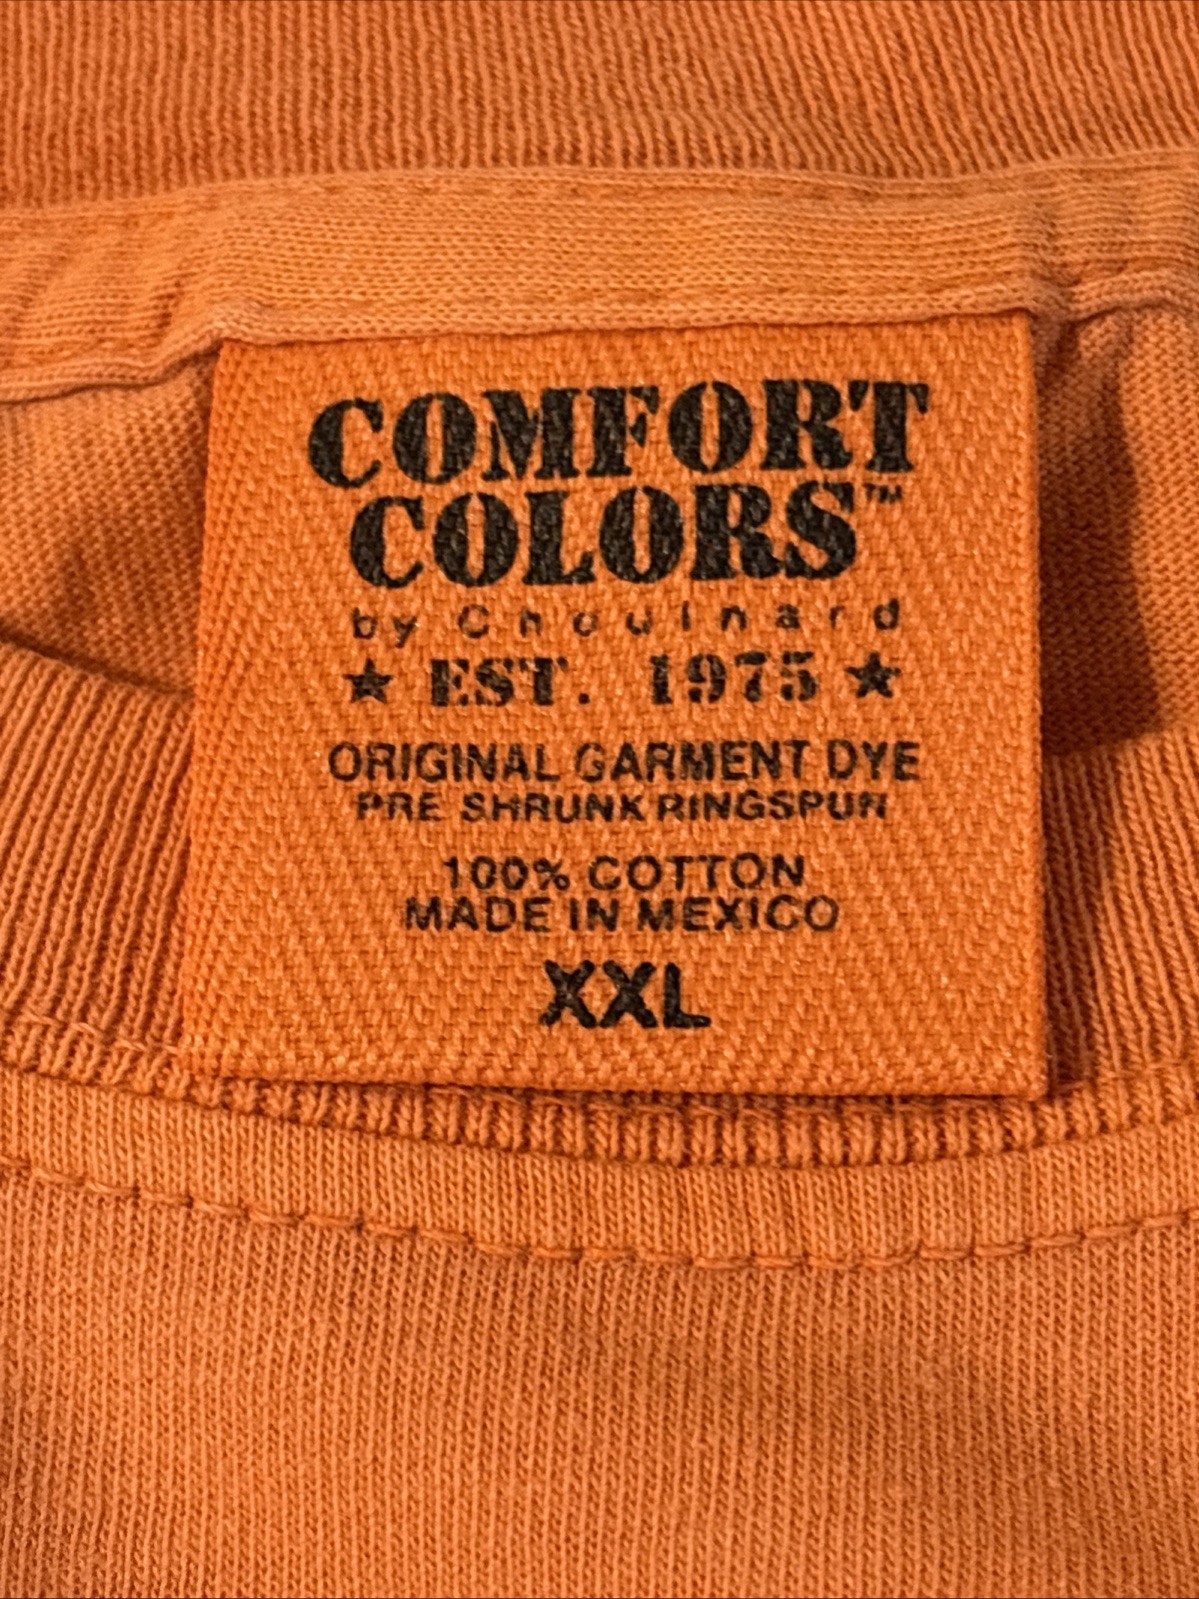 COMFORT
COLORS™
by Chouinard
★ EST. 1975 ★
ORIGINAL GARMENT DYE
PRE SHRUNK RINGSPUN
100% COTTON
MADE IN MEXICO
XXL